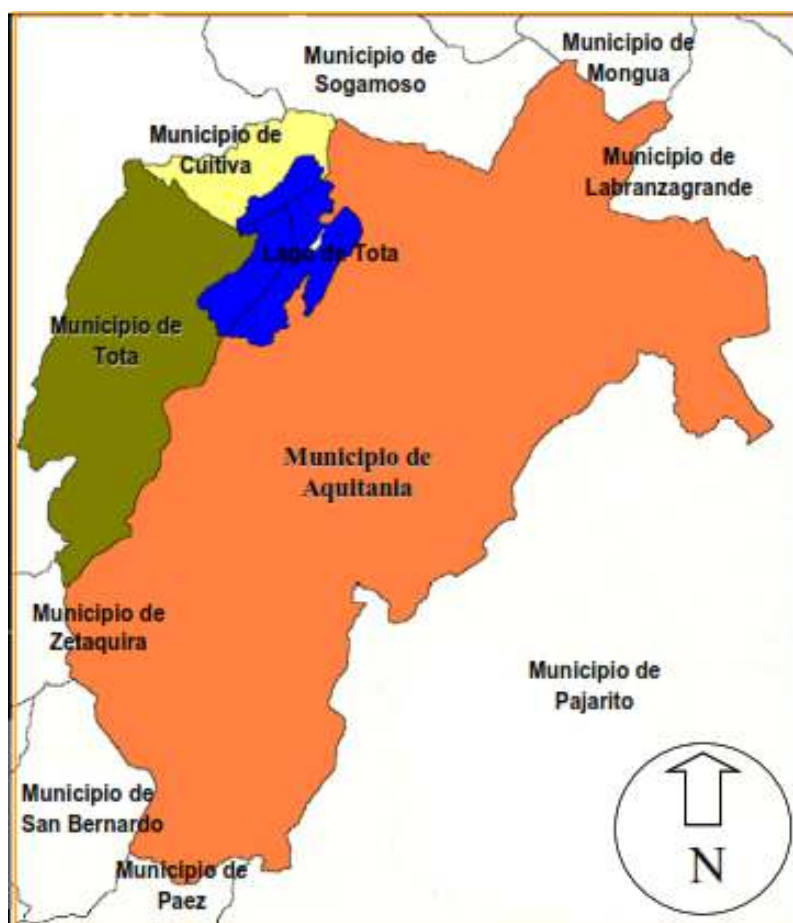 Municipio de
Sogamoso
Municipio de
Mongua
Municipio de
Cuitiva
Municipio de
Labranzagrande
Lago de Tota
Municipio de
Tota
Municipio de
Aquitania
Municipio de
Zetaquira
Municipio de
Pajarito
Municipio de
San Bernardo
Municipio de
Paez
N